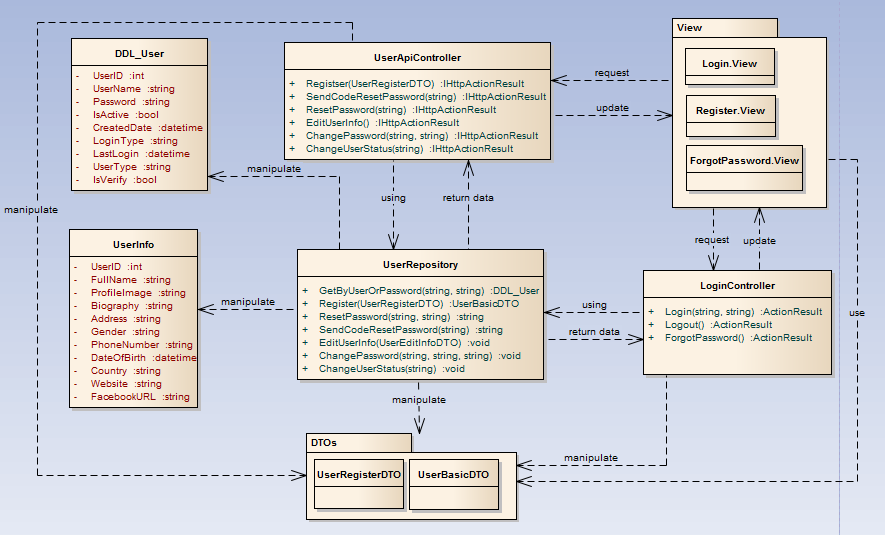 DDL_User
- UserID :int
- UserName :string
- Password :string
- IsActive :bool
- CreatedDate :datetime
- LoginType :string
- LastLogin :datetime
- UserType :string
- IsVerify :bool
UserApiController
+ Registser(UserRegisterDTO) :IHttpActionResult
+ SendCodeResetPassword(string) :IHttpActionResult
+ ResetPassword(string) :IHttpActionResult
+ EditUserInfo() :IHttpActionResult
+ ChangePassword(string, string) :IHttpActionResult
+ ChangeUserStatus(string) :IHttpActionResult
request
update
View
Login.View
Register.View
ForgotPassword.View
manipulate
manipulate
using
return data
request
update
UserInfo
- UserID :int
- FullName :string
- ProfileImage :string
- Biography :string
- Address :string
- Gender :string
- PhoneNumber :string
- DateOfBirth :datetime
- Country :string
- Website :string
- FacebookURL :string
manipulate
UserRepository
+ GetByUserOrPassword(string, string) :DDL_User
+ Register(UserRegisterDTO) :UserBasicDTO
+ ResetPassword(string, string) :string
+ SendCodeResetPassword(string) :string
+ EditUserInfo(UserEditInfoDTO) :void
+ ChangePassword(string, string, string) :void
+ ChangeUserStatus(string) :void
using
return data
LoginController
+ Login(string, string) :ActionResult
+ Logout() :ActionResult
+ ForgotPassword() :ActionResult
use
manipulate
DTOs
UserRegisterDTO
UserBasicDTO
manipulate